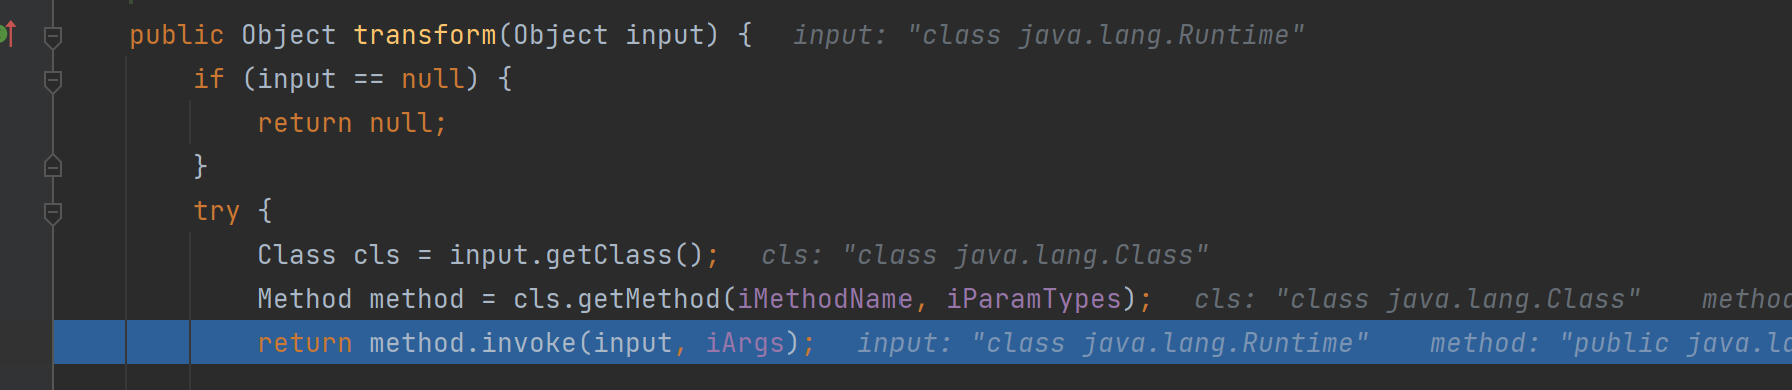 public Object transform(Object input) {  input: "class java.lang.Runtime"
if (input == null) {
return null;
}
try {
Class cls = input.getClass();  cls: "class java.lang.Class"
Method method = cls.getMethod(iMethodName, iParamTypes);  cls: "class java.lang.Class"  method
return method.invoke(input, iArgs);  input: "class java.lang.Runtime"  method: "public java.la